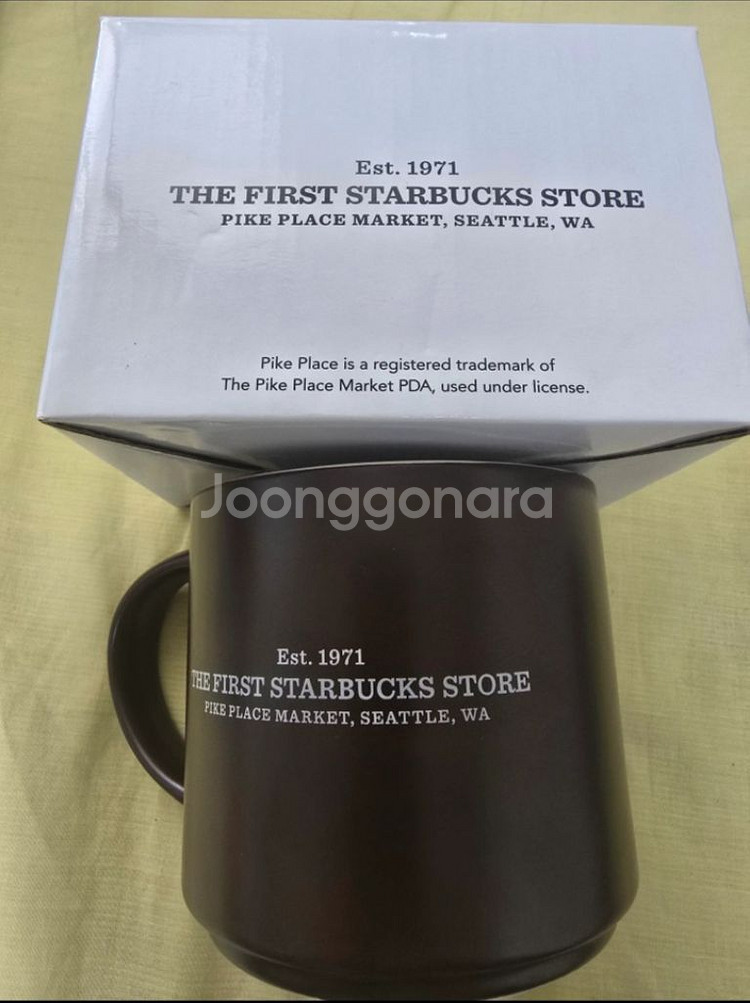 Est. 1971
THE FIRST STARBUCKS STORE
PIKE PLACE MARKET, SEATTLE, WA
Pike Place is a registered trademark of
The Pike Place Market PDA, used under license.
Joonggonara
Est. 1971
THE FIRST STARBUCKS STORE
PIKE PLACE MARKET, SEATTLE, WA